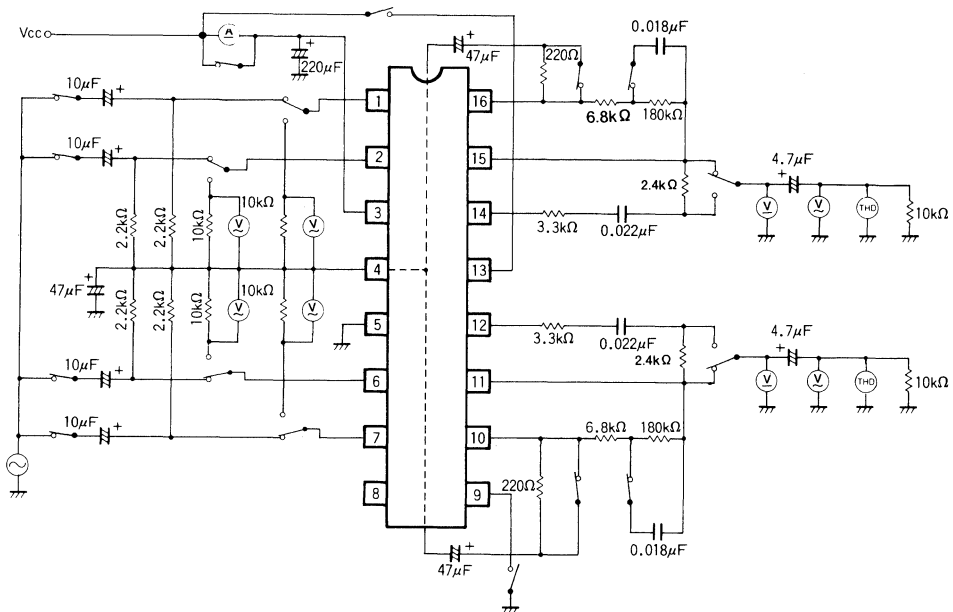 Vcc
A
+
220μF
+
47μF
220Ω
0.018μF
6.8kΩ
180kΩ
10μF
+
1
16
10μF
+
2
15
4.7μF
+
2.4kΩ
10kΩ
10kΩ
3
14
3.3kΩ
0.022μF
V
V
V
V
THD
10kΩ
2.2kΩ
2.2kΩ
10kΩ
4
13
+
47μF
2.2kΩ
2.2kΩ
10kΩ
10kΩ
V
V
5
12
3.3kΩ
0.022μF
2.4kΩ
4.7μF
+
V
V
THD
10kΩ
10μF
+
6
11
10μF
+
7
10
6.8kΩ
180kΩ
220Ω
8
9
0.018μF
+
47μF